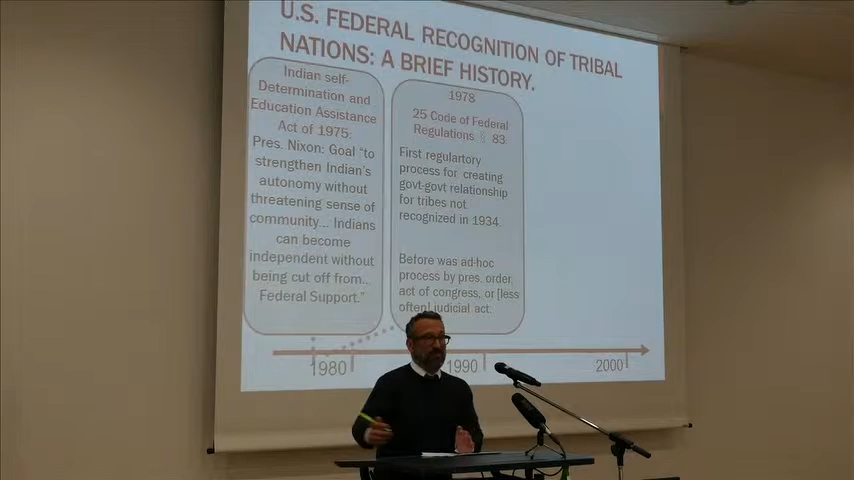 U.S. FEDERAL RECOGNITION OF TRIBAL
NATIONS: A BRIEF HISTORY.
Indian self-
Determination and
Education Assistance
Act of 1975:
Pres. Nixon: Goal “to
strengthen Indian’s
autonomy without
threatening sense of
community... Indians
can become
independent without
being cut off from...
Federal Support.”
1978
25 Code of Federal
Regulations § 83.
First regulartory
process for creating
govt-govt relationship
for tribes not
recognized in 1934.
Before was ad-hoc
process by pres. order,
act of congress, or [less
often] judicial act.
1980
1990
2000